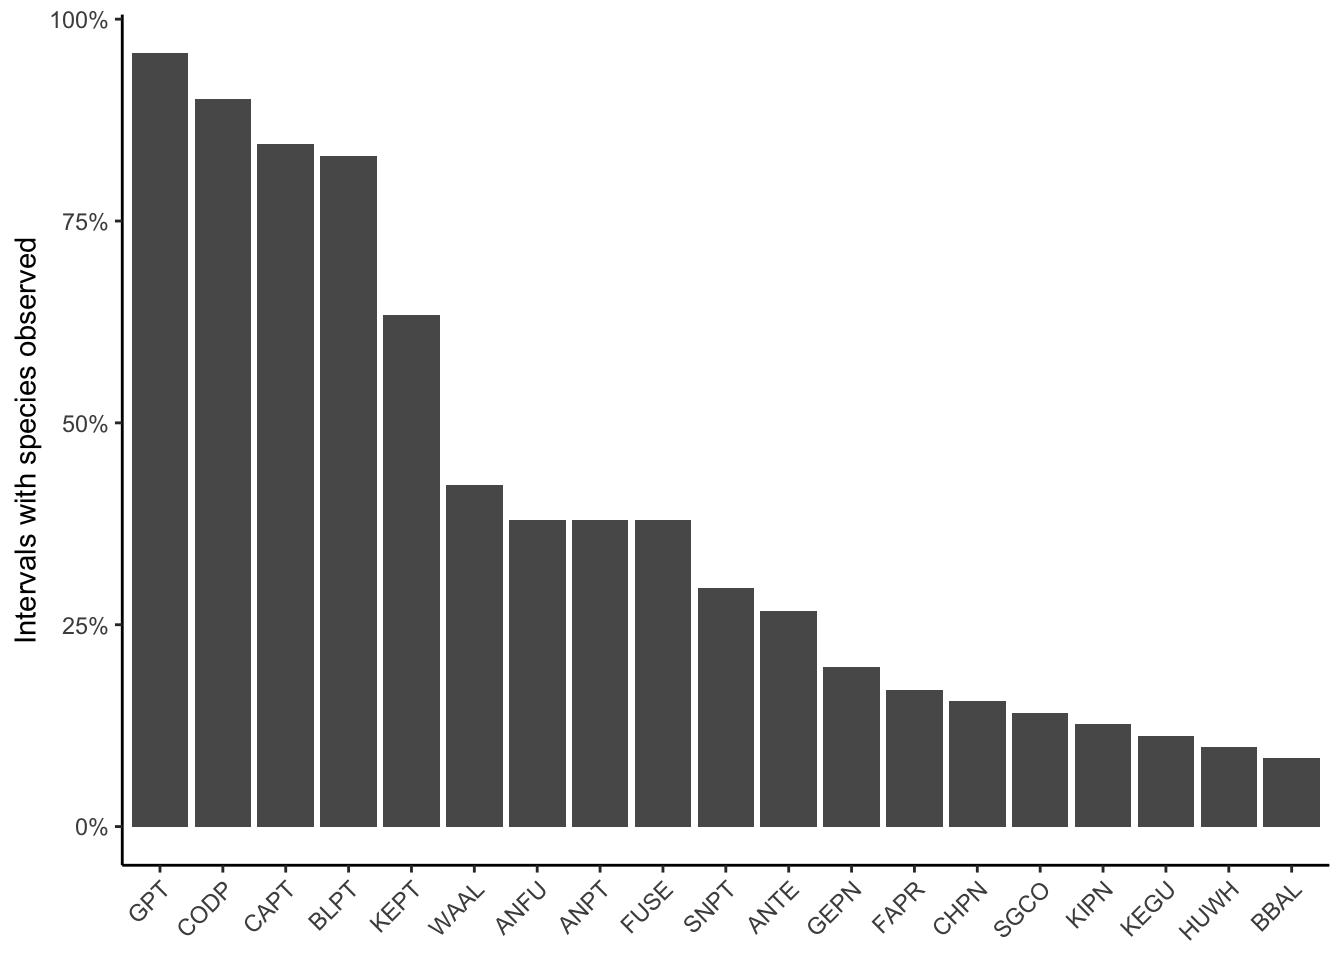 Intervals with species observed
100%
75%
50%
25%
0%
GPT
CODP
CAPT
BLPT
KEPT
WAAL
ANFU
ANPT
FUSE
SNPT
ANTE
GEPN
FAPR
CHPN
SGCO
KIPN
KEGU
HUWH
BBAL